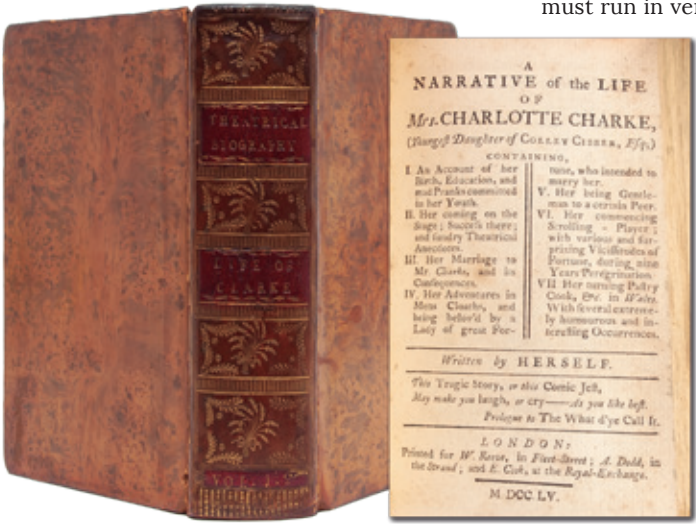 must run in ver
THEATRICAL
BIOGRAPHY
LIFE OF
CLARKE
VOL. 1-2
A
NARRATIVE of the LIFE
OF
Mrs. CHARLOTTE CHARKE,
(Youngest Daughter of COLLEY CIBBER, Esq;)
CONTAINING,
I. An Account of her
Birth, Education, and
mad Pranks committed
in her Youth.
II. Her coming on the
Stage; Success there;
and sundry Theatrical
Anecdotes.
III. Her Marriage to
Mr. Charke, and its
Consequences.
IV. Her Adventures in
Mens Cloaths, and
being belov'd by a
Lady of great For-
tune, who intended to
marry her.
V. Her being Gentle-
man to a certain Peer.
VI. Her commencing
Strolling-Player;
with various and sur-
prizing Vicissitudes of
Fortune, during nine
Years Peregrination.
VII Her turning Pastry
Cook, &c. in Wales.
With several extreme-
ly humourous and in-
teresting Occurrences.
Written by HERSELF.
This Tragic Story, or this Comic Jest,
May make you laugh, or cry——As you like best.
Prologue to The What d'ye Call It.
LONDON:
Printed for W. Reeve, in Fleet-Street; A. Dodd, in
the Strand; and E. Cook, at the Royal-Exchange.
M.DCC.LV.